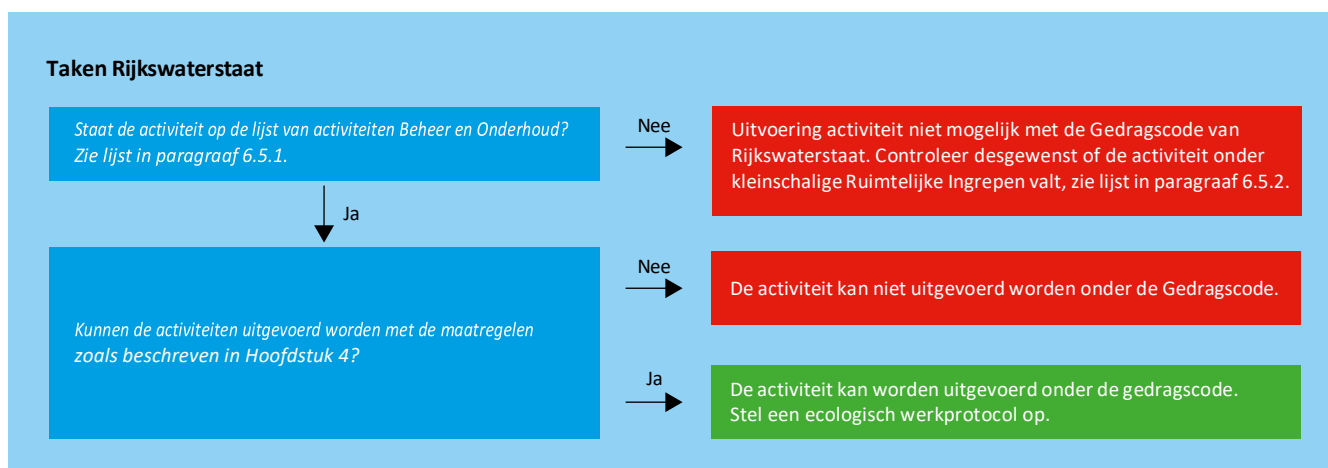 Taken Rijkswaterstaat
Staat de activiteit op de lijst van activiteiten Beheer en Onderhoud?
Zie lijst in paragraaf 6.5.1.
Nee
Uitvoering activiteit niet mogelijk met de Gedragscode van
Rijkswaterstaat. Controleer desgewenst of de activiteit onder
kleinschalige Ruimtelijke Ingrepen valt, zie lijst in paragraaf 6.5.2.
Ja
Kunnen de activiteiten uitgevoerd worden met de maatregelen
zoals beschreven in Hoofdstuk 4?
Nee
De activiteit kan niet uitgevoerd worden onder de Gedragscode.
Ja
De activiteit kan worden uitgevoerd onder de gedragscode.
Stel een ecologisch werkprotocol op.